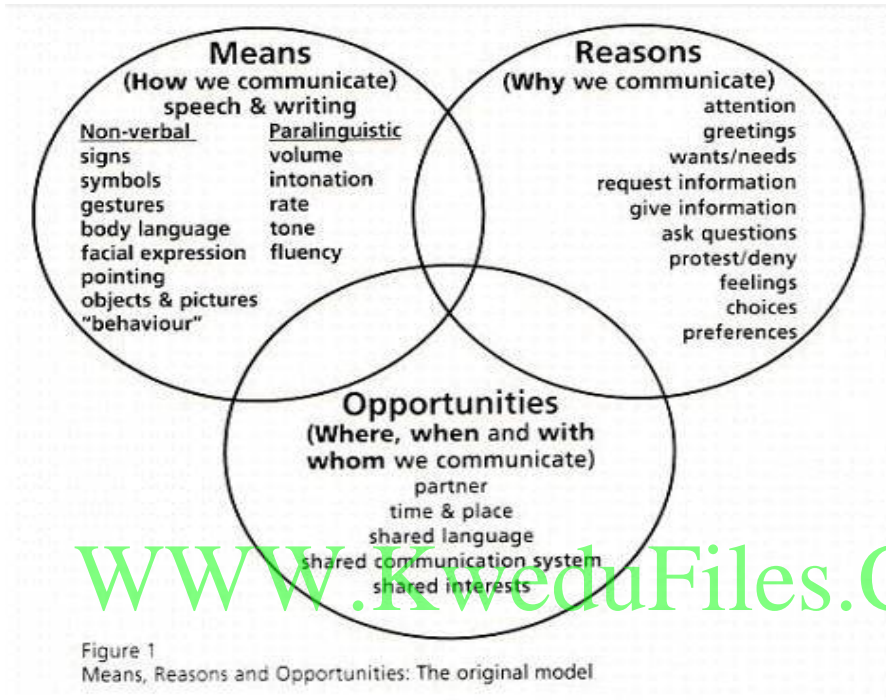 Means
(How we communicate)
speech & writing
Non-verbal
signs
symbols
gestures
body language
facial expression
pointing
objects & pictures
"behaviour"
Paralinguistic
volume
intonation
rate
tone
fluency
Reasons
(Why we communicate)
attention
greetings
wants/needs
request information
give information
ask questions
protest/deny
feelings
choices
preferences
Opportunities
(Where, when and with
whom we communicate)
partner
time & place
shared language
shared communication system
shared interests
WWW.KweduFiles.C
Figure 1
Means, Reasons and Opportunities: The original model